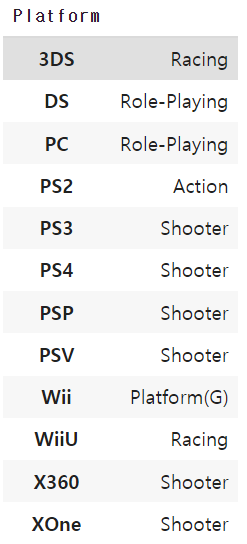 Platform
3DS Racing
DS Role-Playing
PC Role-Playing
PS2 Action
PS3 Shooter
PS4 Shooter
PSP Shooter
PSV Shooter
Wii Platform(G)
WiiU Racing
X360 Shooter
XOne Shooter